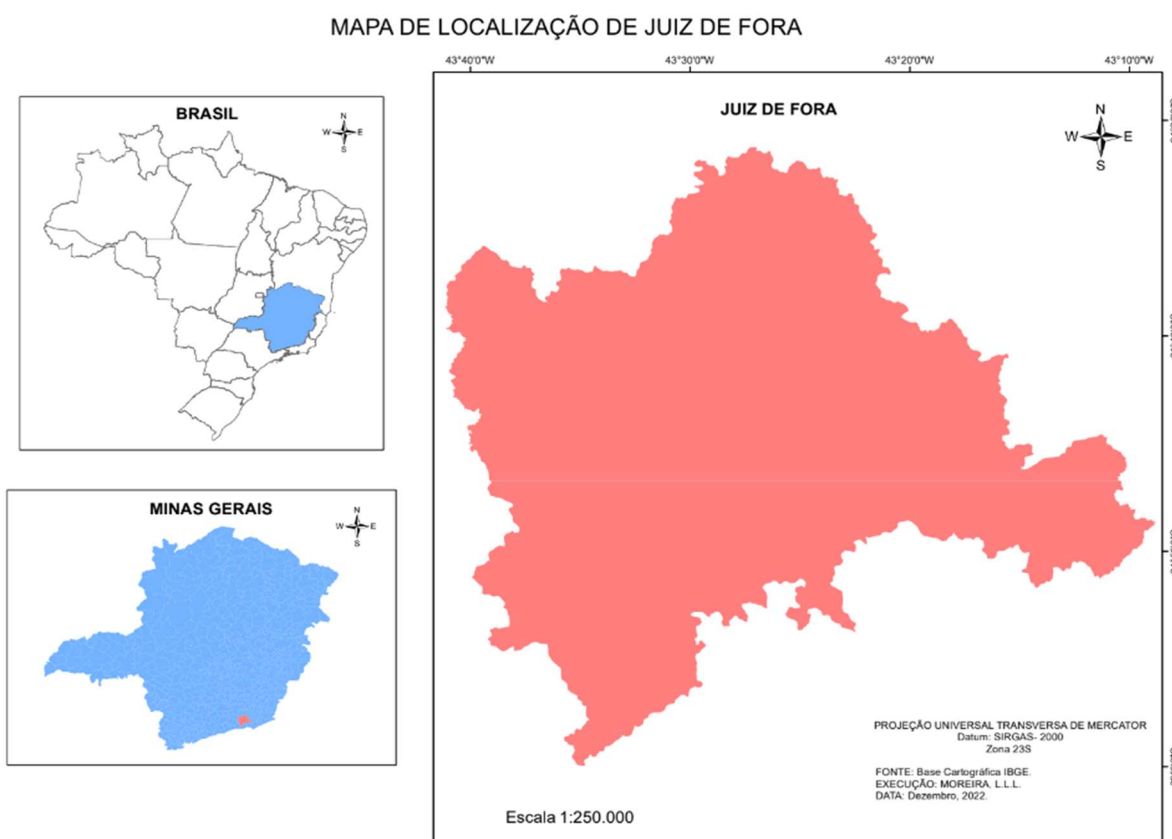 MAPA DE LOCALIZAÇÃO DE JUIZ DE FORA
43°40'0"W 43°30'0"W 43°20'0"W 43°10'0"W
BRASIL
N
W E
S
JUIZ DE FORA
N
W E
S
MINAS GERAIS
N
W E
S
PROJEÇÃO UNIVERSAL TRANSVERSA DE MERCATOR
Datum: SIRGAS- 2000
Zona 23S
FONTE: Base Cartográfica IBGE.
EXECUÇÃO: MOREIRA, L.L.L.
DATA: Dezembro, 2022.
Escala 1:250.000